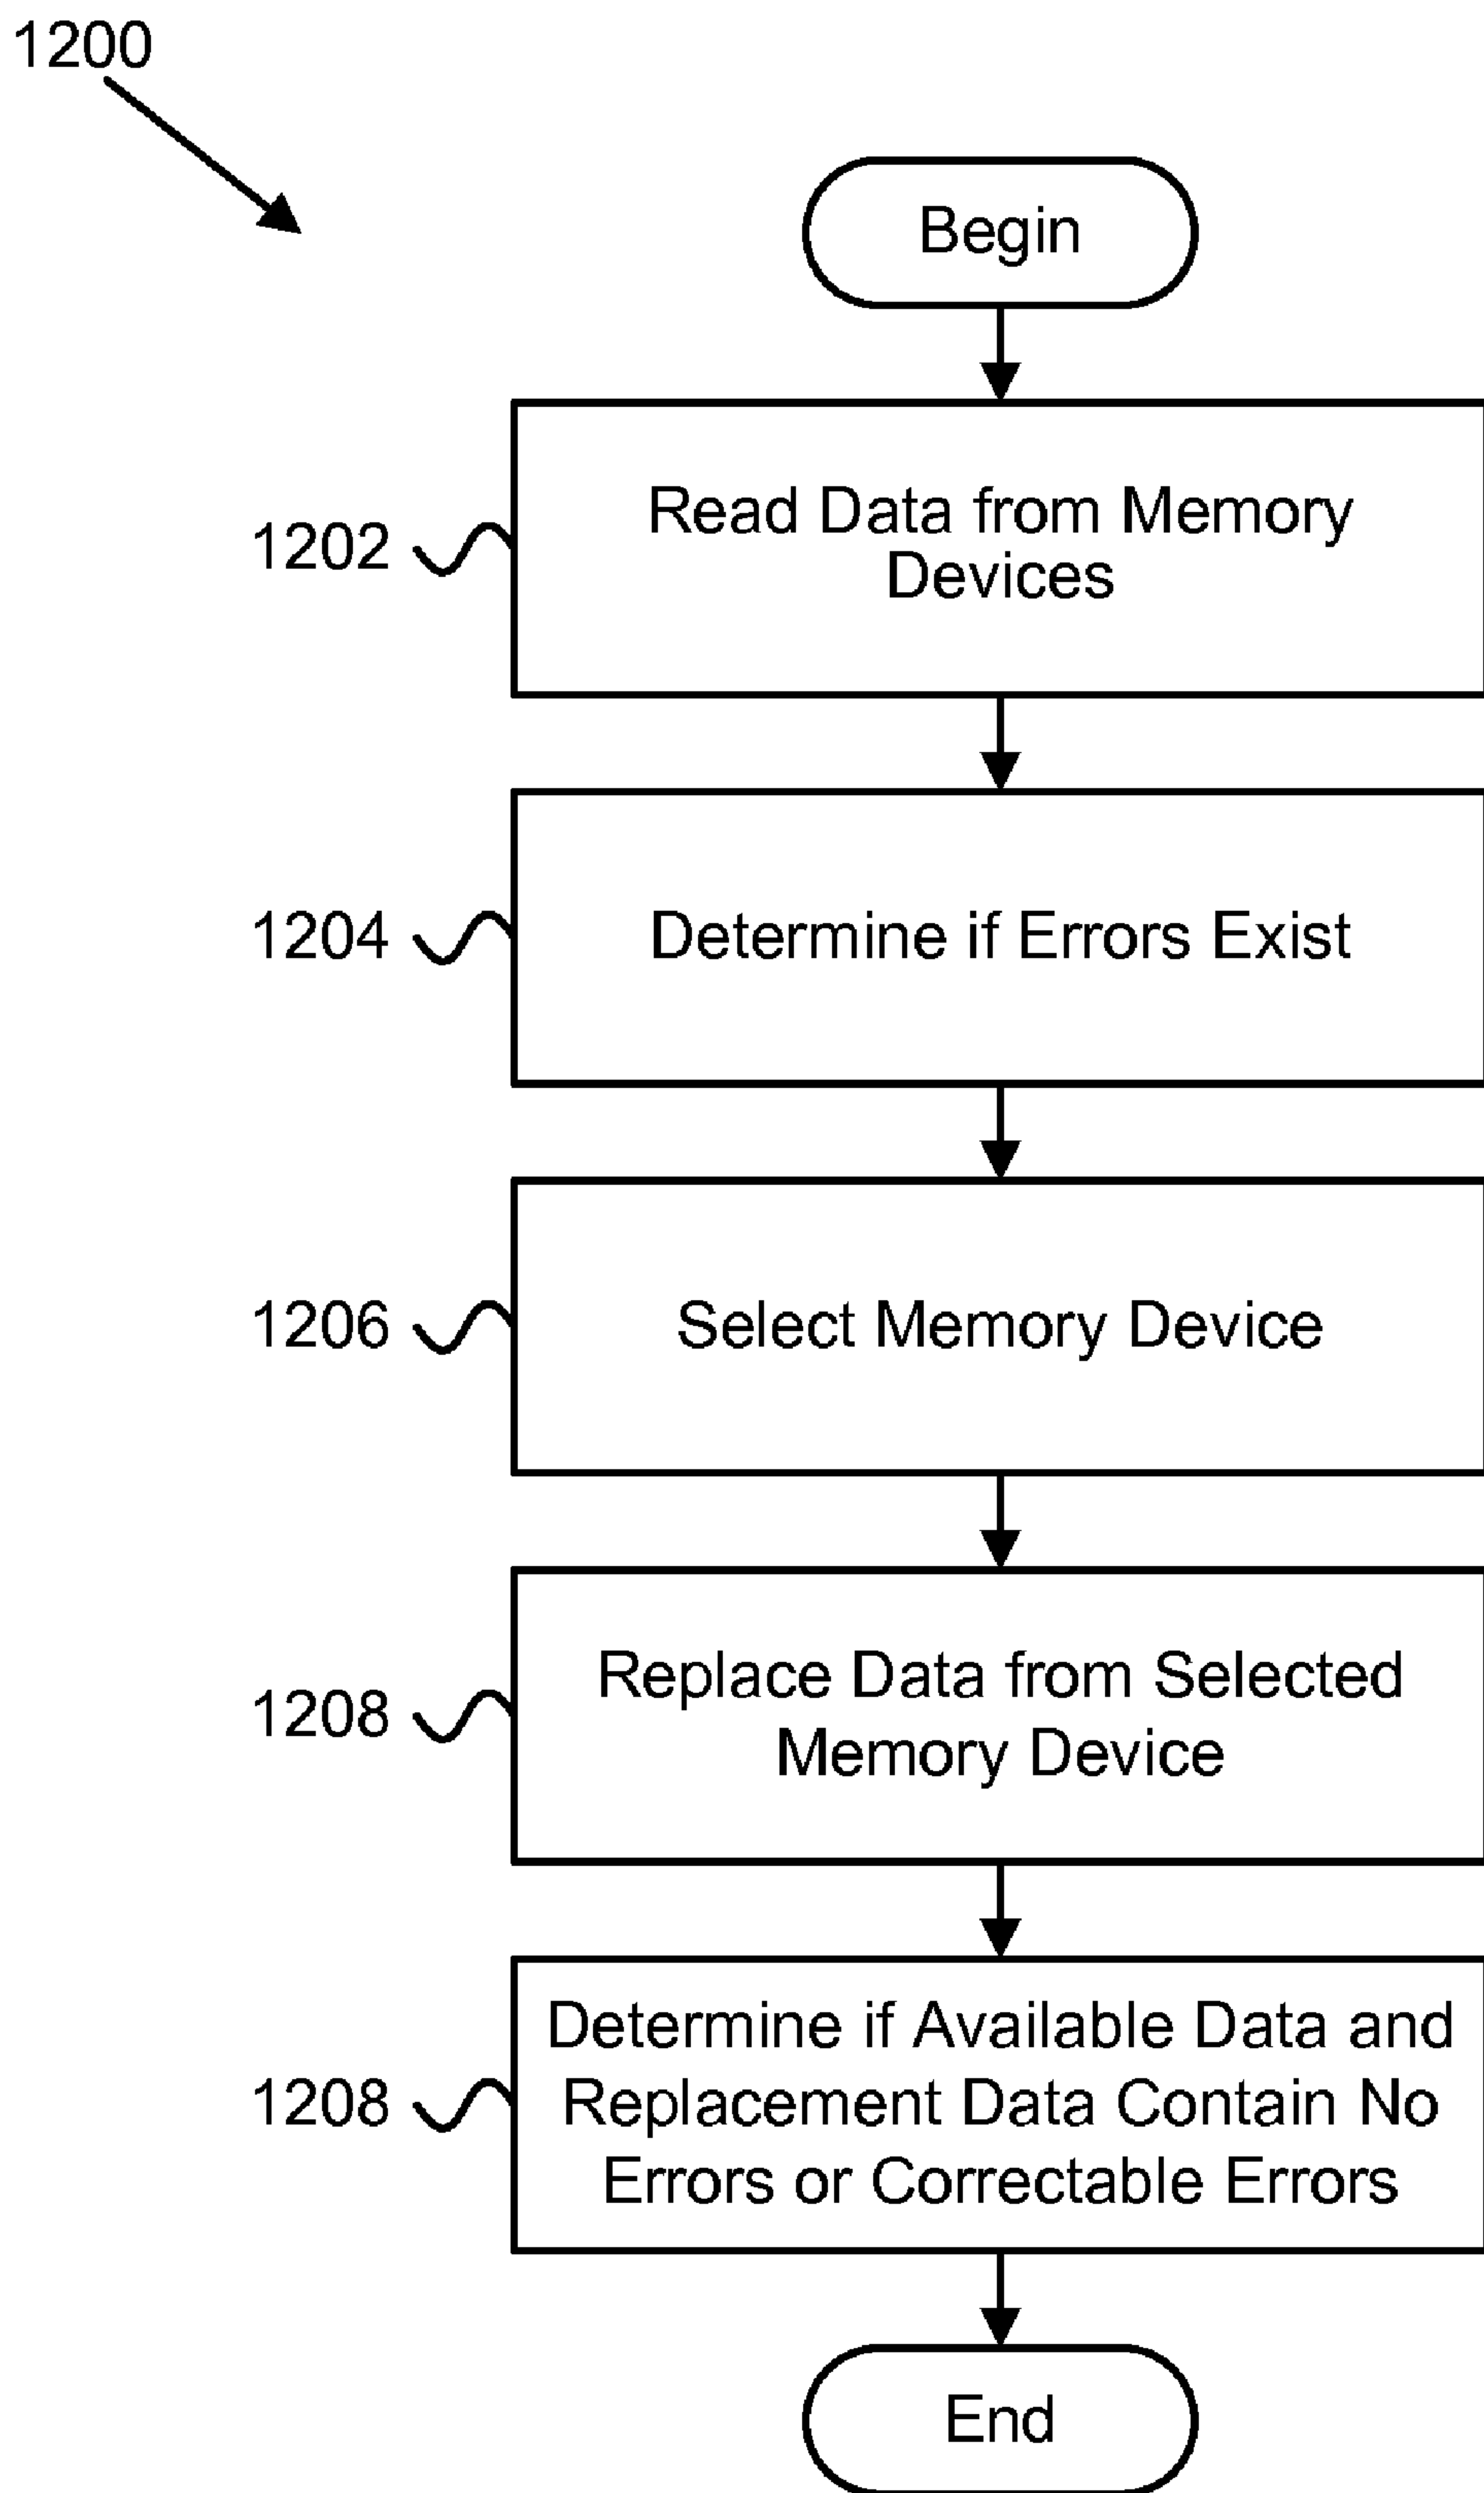 1200
Begin
1202
Read Data from Memory
Devices
1204
Determine if Errors Exist
1206
Select Memory Device
1208
Replace Data from Selected
Memory Device
1208
Determine if Available Data and
Replacement Data Contain No
Errors or Correctable Errors
End